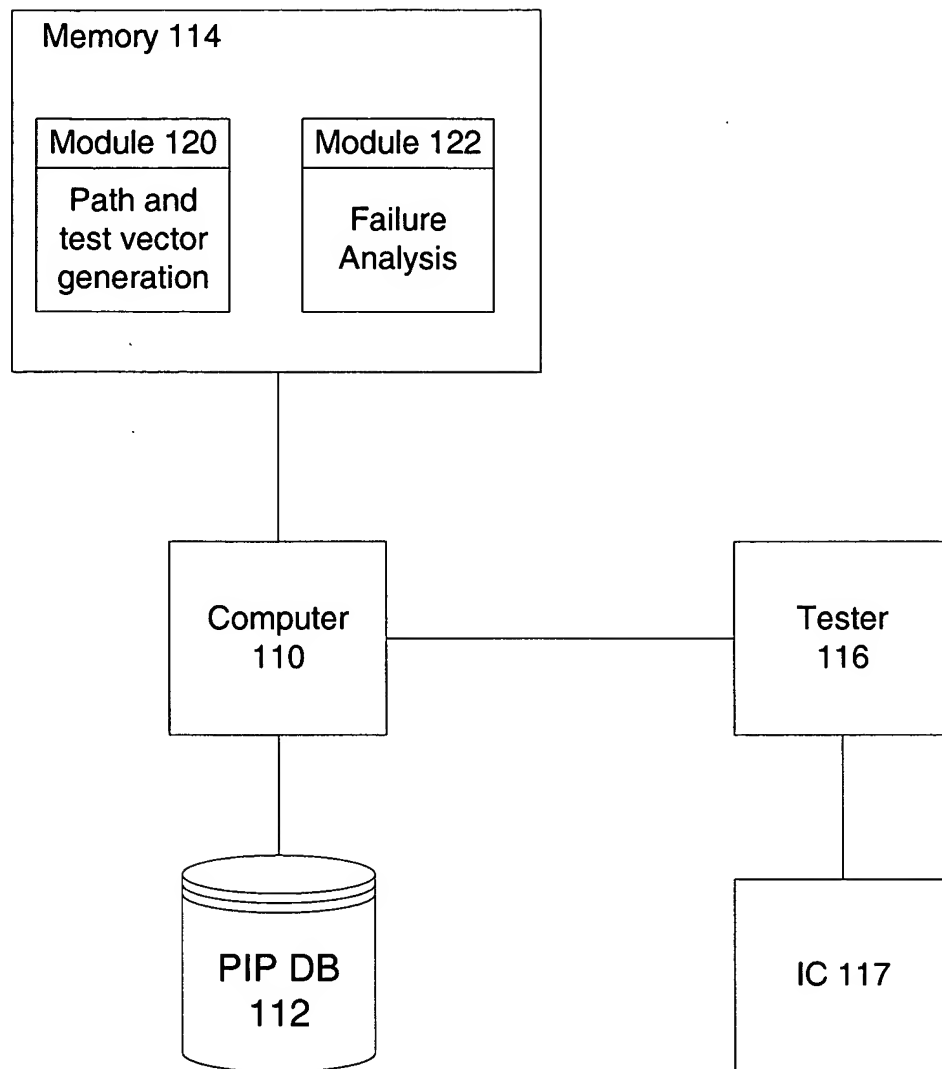 Memory 114
Module 120
Path and
test vector
generation
Module 122
Failure
Analysis
Computer
110
Tester
116
PIP DB
112
IC 117